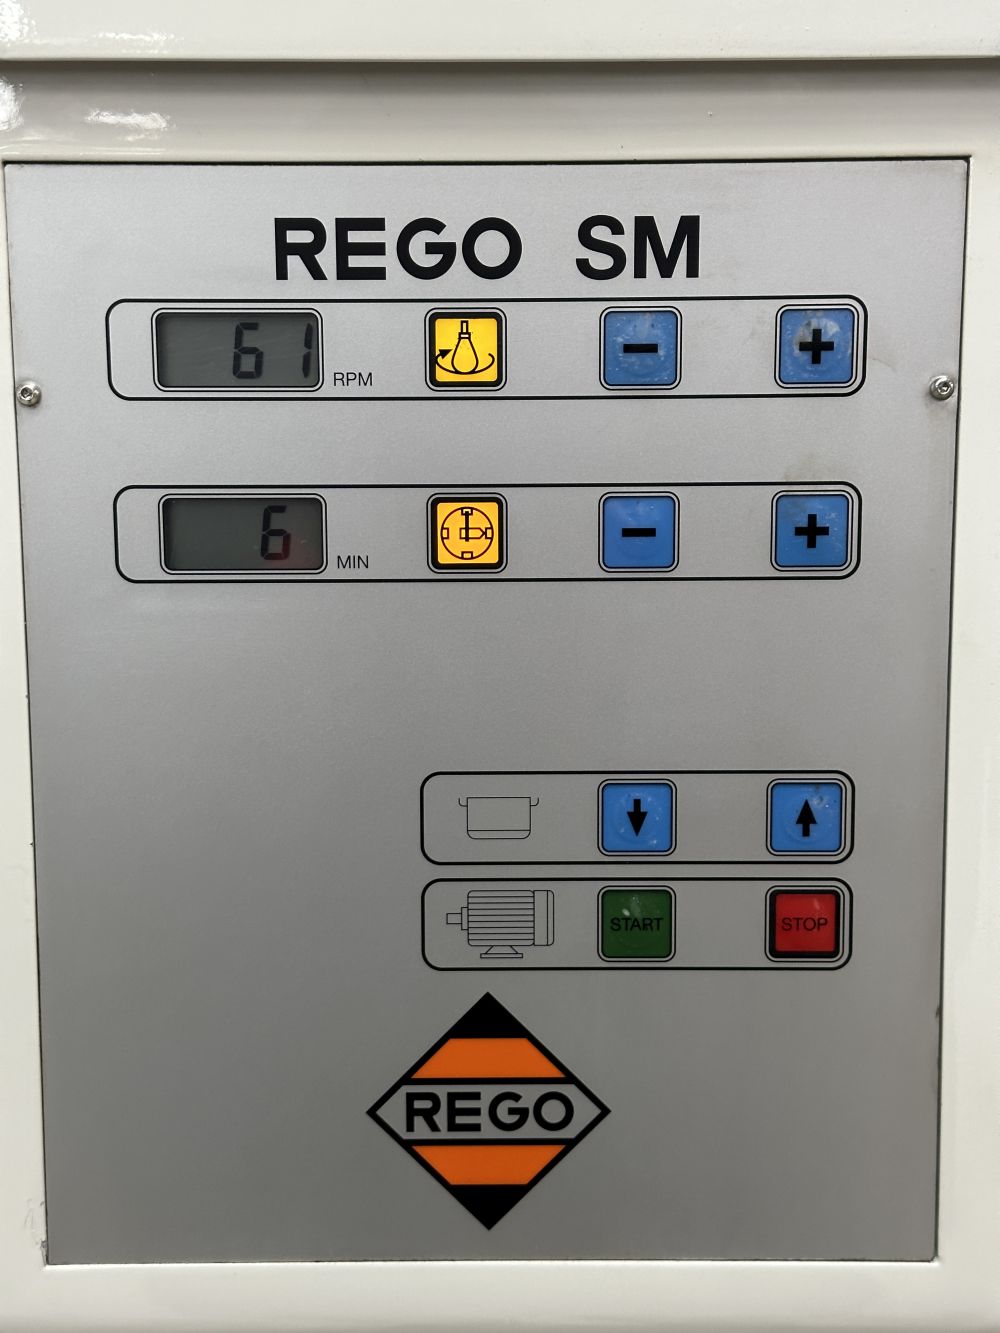 REGO SM
61 RPM
- +
6 MIN
- +
START STOP
REGO